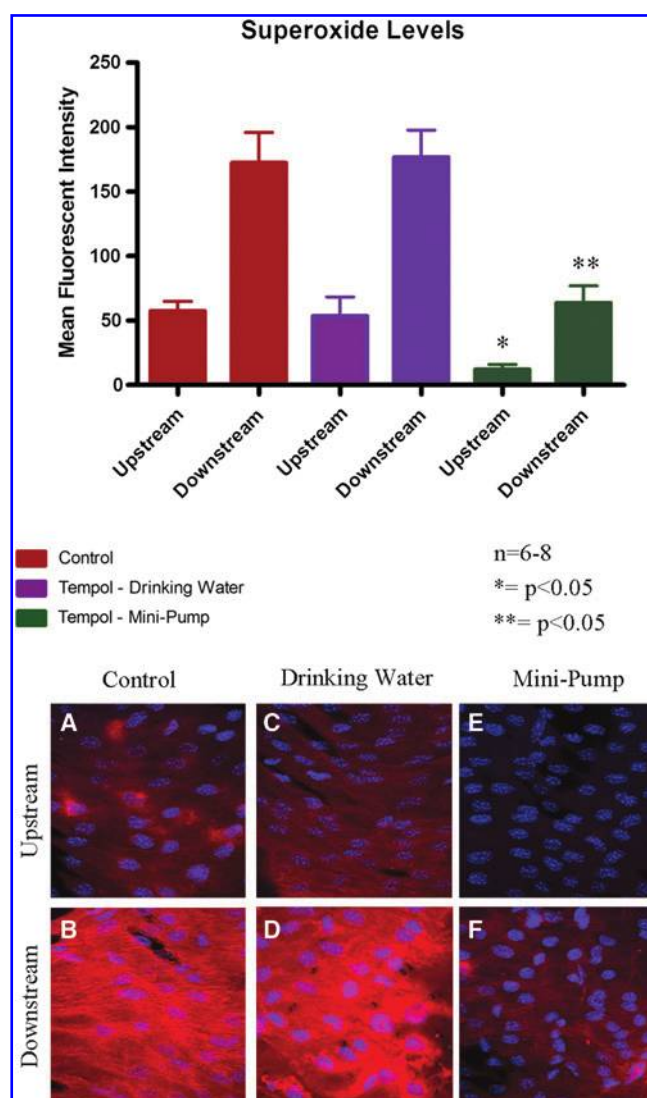 Superoxide Levels
250
200
150
100
50
0
Mean Fluorescent Intensity
*
**
Upstream
Downstream
Upstream
Downstream
Upstream
Downstream
Control
Tempol - Drinking Water
Tempol - Mini-Pump
n=6-8
*= p<0.05
**= p<0.05
Control
Drinking Water
Mini-Pump
Upstream
A
C
E
Downstream
B
D
F